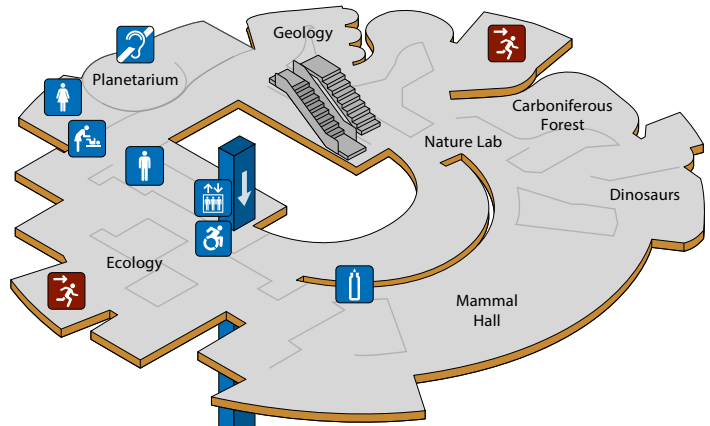 Geology
Planetarium
Carboniferous
Forest
Nature Lab
Dinosaurs
Ecology
Mammal
Hall